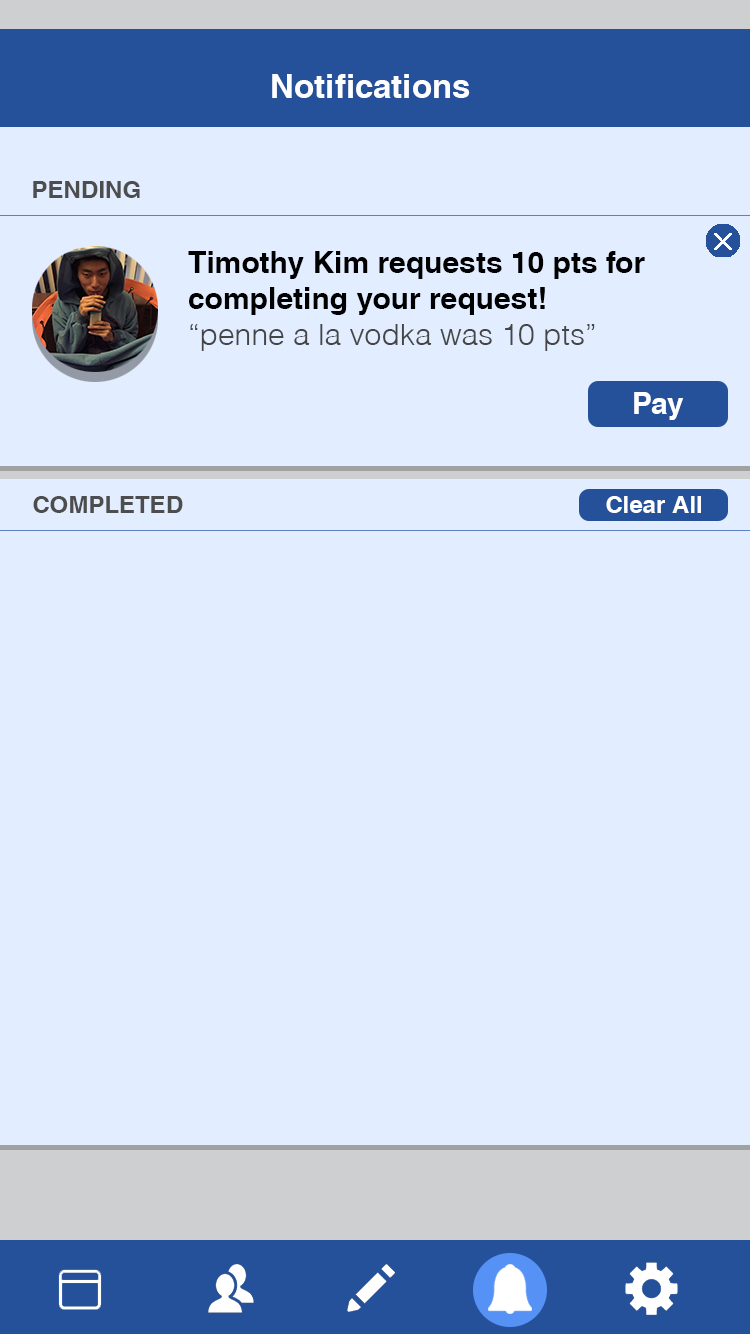 Notifications
PENDING
Timothy Kim requests 10 pts for
completing your request!
“penne a la vodka was 10 pts”
Pay
COMPLETED
Clear All